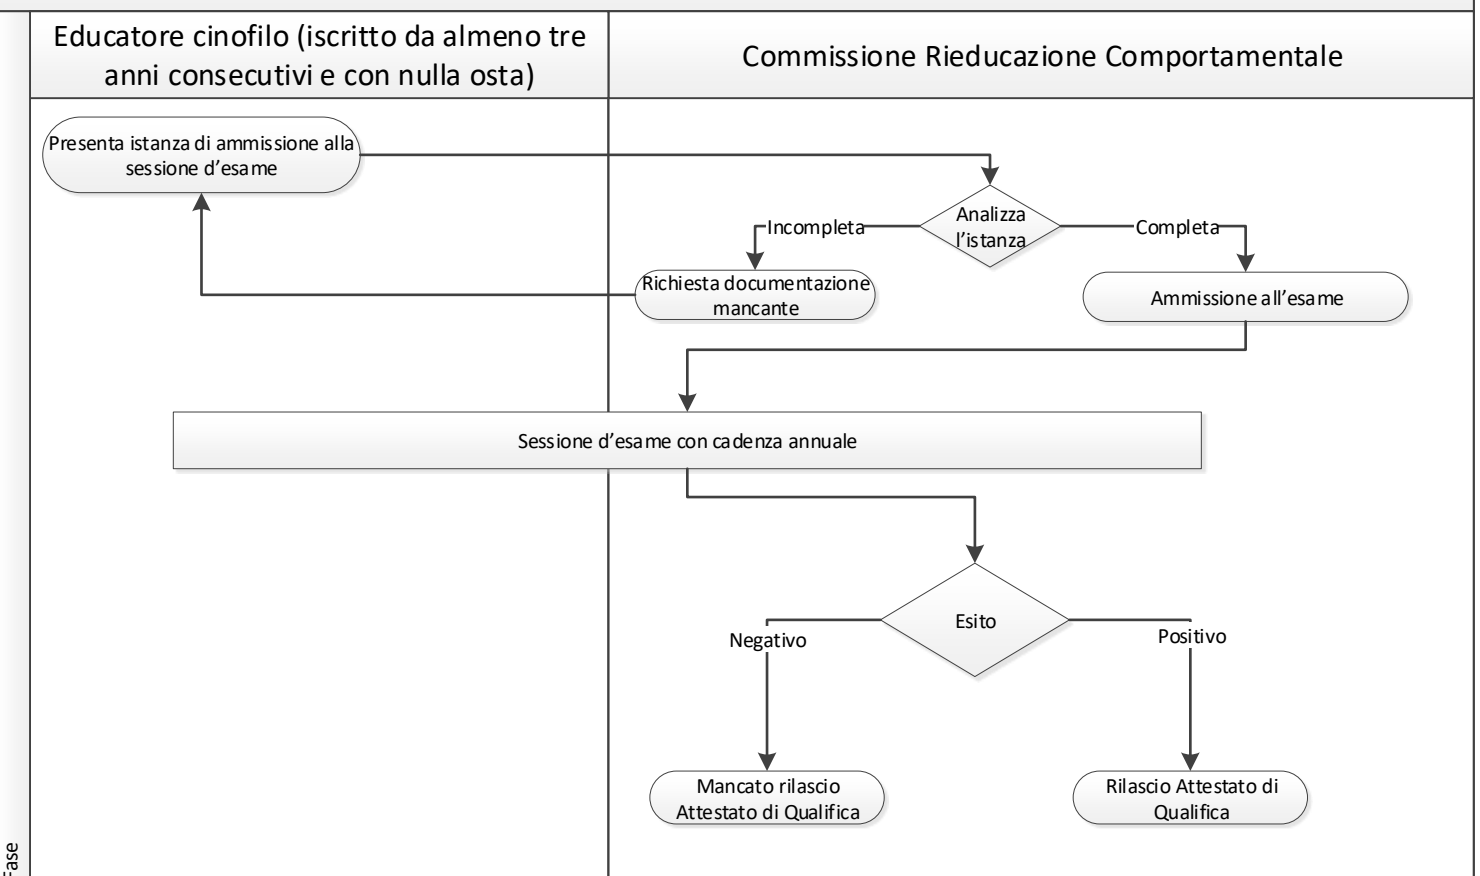 Educatore cinofilo (iscritto da almeno tre
anni consecutivi e con nulla osta)
Commissione Rieducazione Comportamentale
Presenta istanza di ammissione alla
sessione d’esame
Analizza
l’istanza
Incompleta
Completa
Richiesta documentazione
mancante
Ammissione all’esame
Sessione d’esame con cadenza annuale
Esito
Negativo
Positivo
Mancato rilascio
Attestato di Qualifica
Rilascio Attestato di
Qualifica
Fase